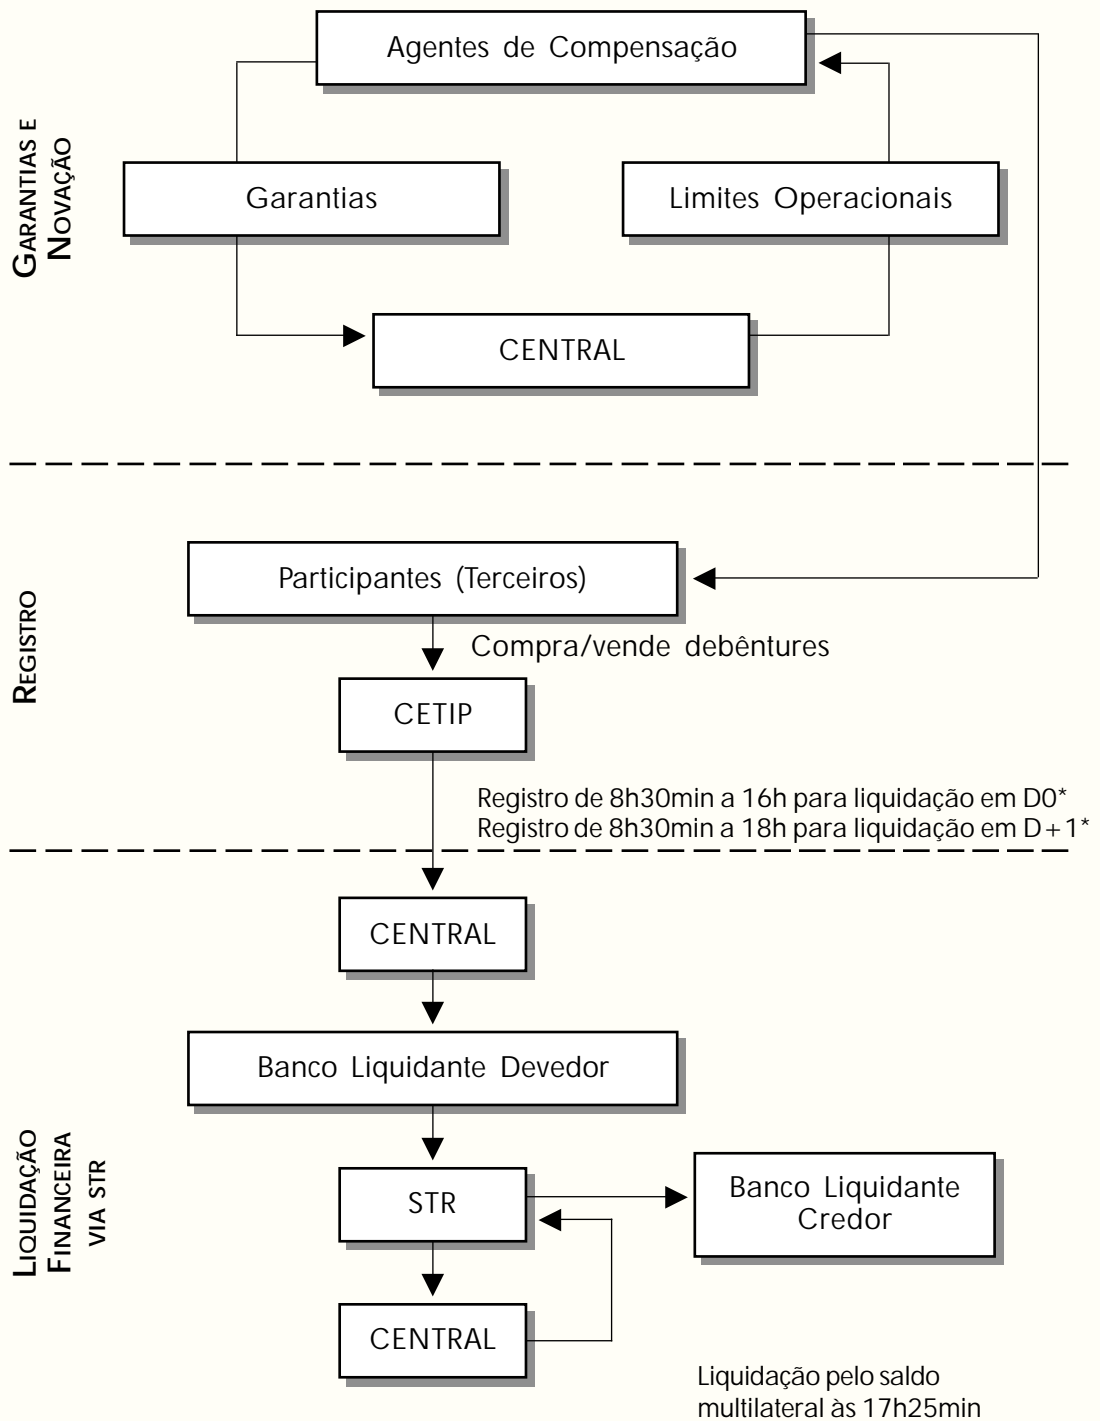 GARANTIAS E
NOVAÇÃO
Agentes de Compensação
Garantias
Limites Operacionais
CENTRAL
REGISTRO
Participantes (Terceiros)
Compra/vende debêntures
CETIP
Registro de 8h30min a 16h para liquidação em D0*
Registro de 8h30min a 18h para liquidação em D+1*
LIQUIDAÇÃO
FINANCEIRA
VIA STR
CENTRAL
Banco Liquidante Devedor
STR
Banco Liquidante
Credor
CENTRAL
Liquidação pelo saldo
multilateral às 17h25min